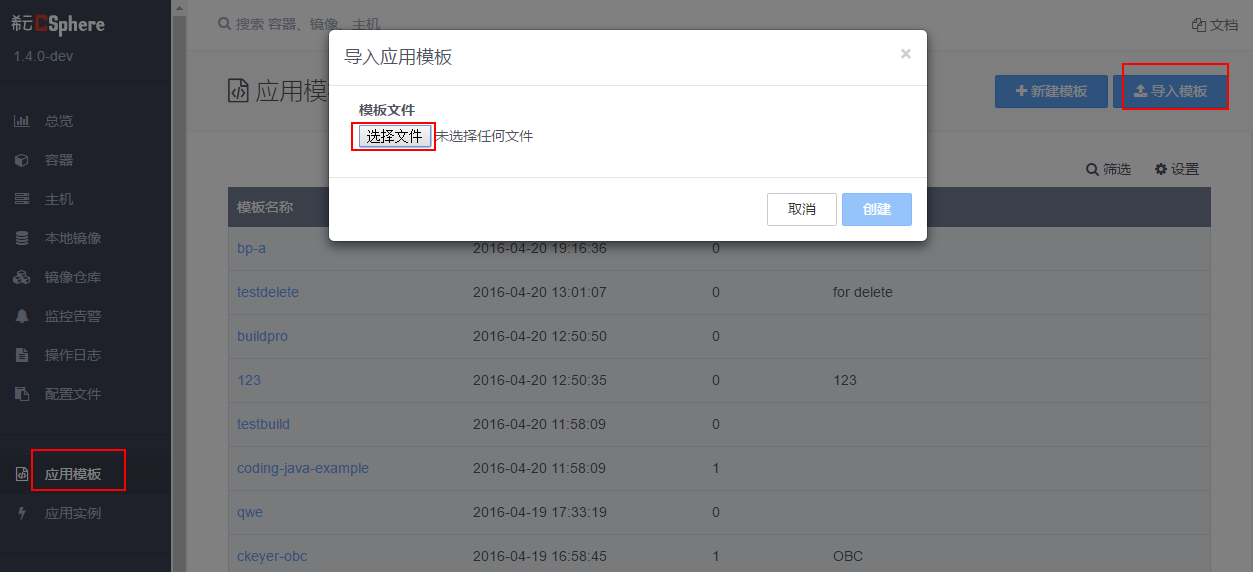 希云CSphere
1.4.0-dev
总览
容器
主机
本地镜像
镜像仓库
监控告警
操作日志
配置文件
应用模板
应用实例
搜索 容器、镜像、主机
文档
应用模
新建模板
导入模板
导入应用模板
×
模板文件
选择文件 未选择任何文件
取消 创建
筛选 设置
模板名称
bp-a 2016-04-20 19:16:36 0
testdelete 2016-04-20 13:01:07 0 for delete
buildpro 2016-04-20 12:50:50 0
123 2016-04-20 12:50:35 0 123
testbuild 2016-04-20 11:58:09 0
coding-java-example 2016-04-20 11:58:09 1
qwe 2016-04-19 17:33:19 0
ckeyer-obc 2016-04-19 16:58:45 1 OBC